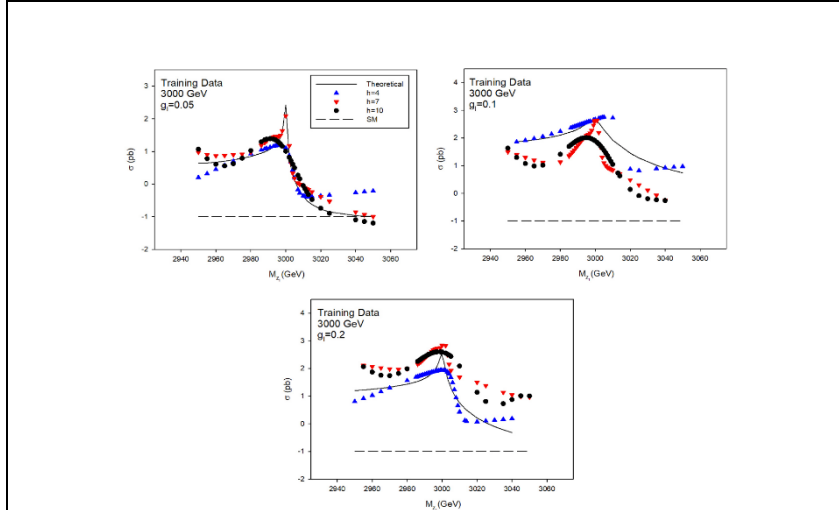 Training Data
3000 GeV
gₗ=0.05
Theoretical
h=4
h=7
h=10
SM
3
2
1
0
-1
-2
σ (pb)
2940 2960 2980 3000 3020 3040 3060
M_Z₁(GeV)
Training Data
3000 GeV
gₗ=0.1
4
3
2
1
0
-1
-2
σ (pb)
2940 2960 2980 3000 3020 3040 3060
M_Z₁(GeV)
Training Data
3000 GeV
gₗ=0.2
4
3
2
1
0
-1
-2
σ (pb)
2940 2960 2980 3000 3020 3040 3060
M_Z₁(GeV)